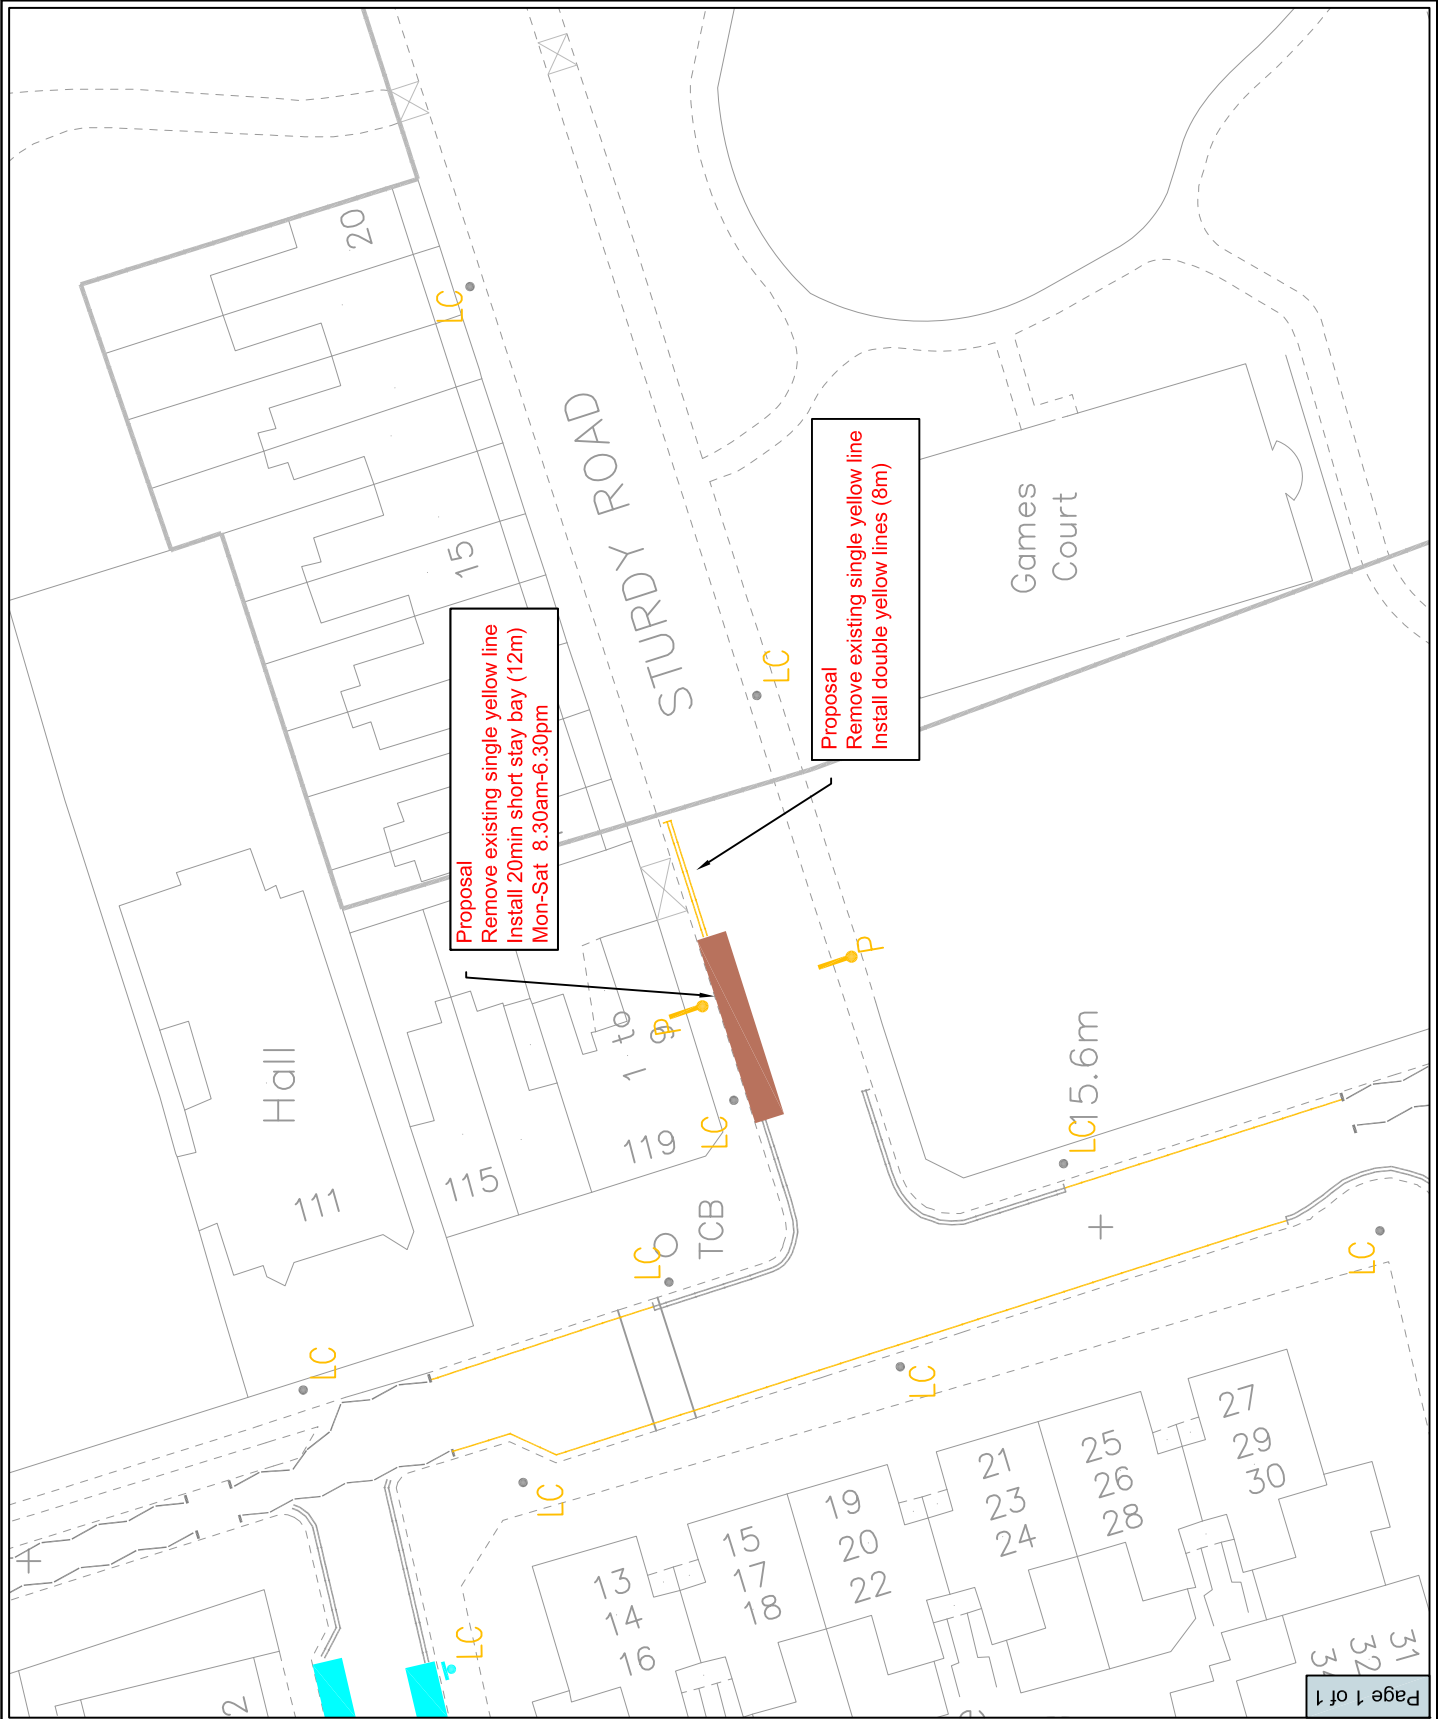 Proposal
Remove existing single yellow line
Install 20min short stay bay (12m)
Mon-Sat 8.30am-6.30pm
Proposal
Remove existing single yellow line
Install double yellow lines (8m)
STURDY ROAD
Games
Court
Hall
20
15
111
115
119
1 to
9
TCB
15.6m
LC
LC
LC
LC
LC
LC
LC
LC
LC
LC
P
P
13
14
16
15
17
18
19
20
22
21
23
24
25
26
28
27
29
30
31
32
2
Page 1 of 1